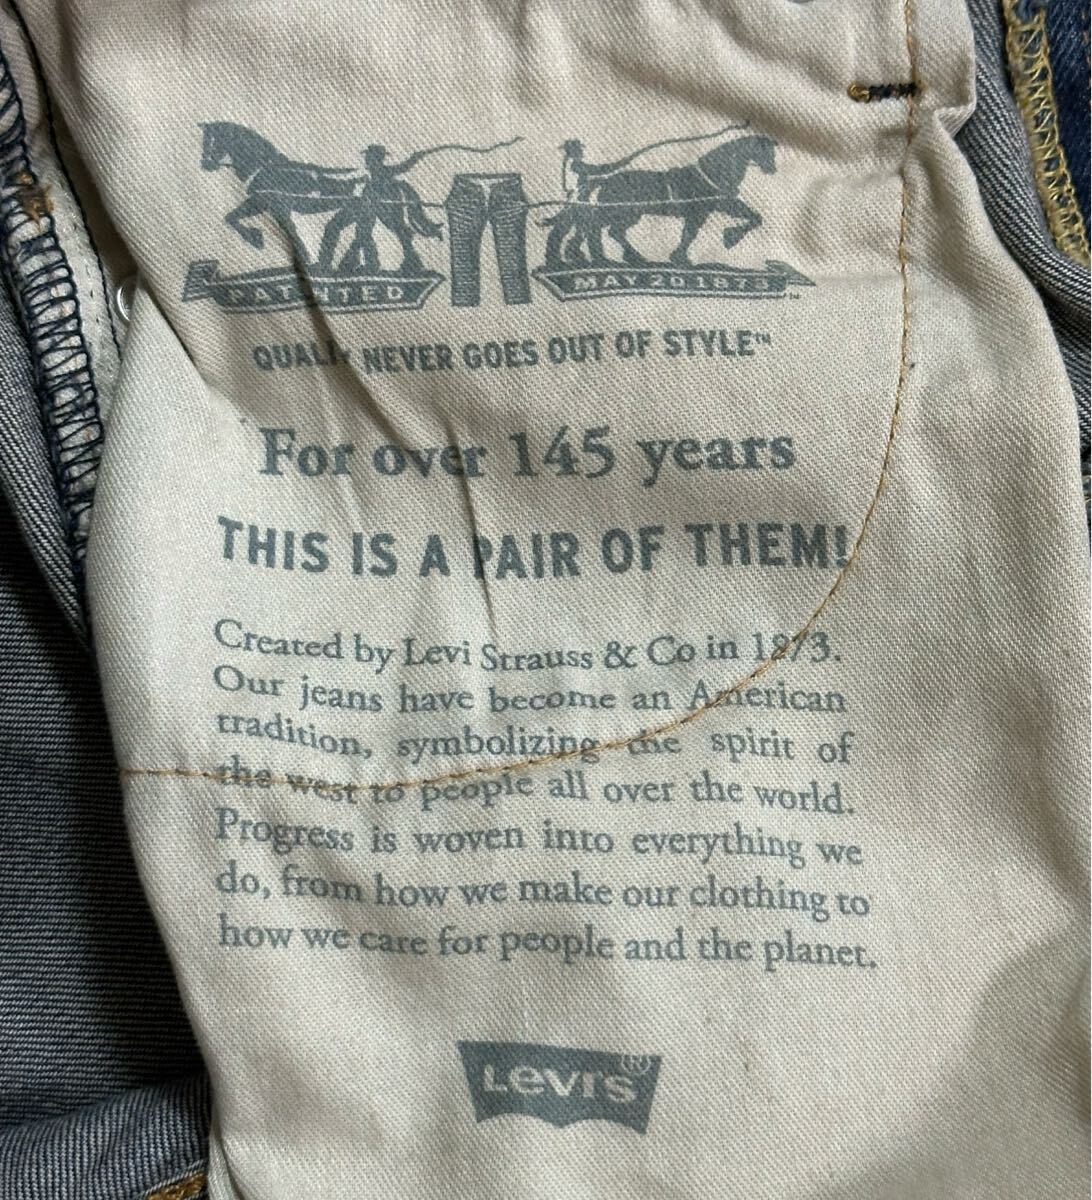 PATENTED
MAY 20 1873
™
NEVER GOES OUT OF STYLE™
For over 145 years
THIS IS A PAIR OF THEM!
Created by Levi Strauss & Co in 1873.
Our jeans have become an American
tradition, symbolizing the spirit of
the west to people all over the world.
Progress is woven into everything we
do, from how we make our clothing to
how we care for people and the planet.
Levi's®